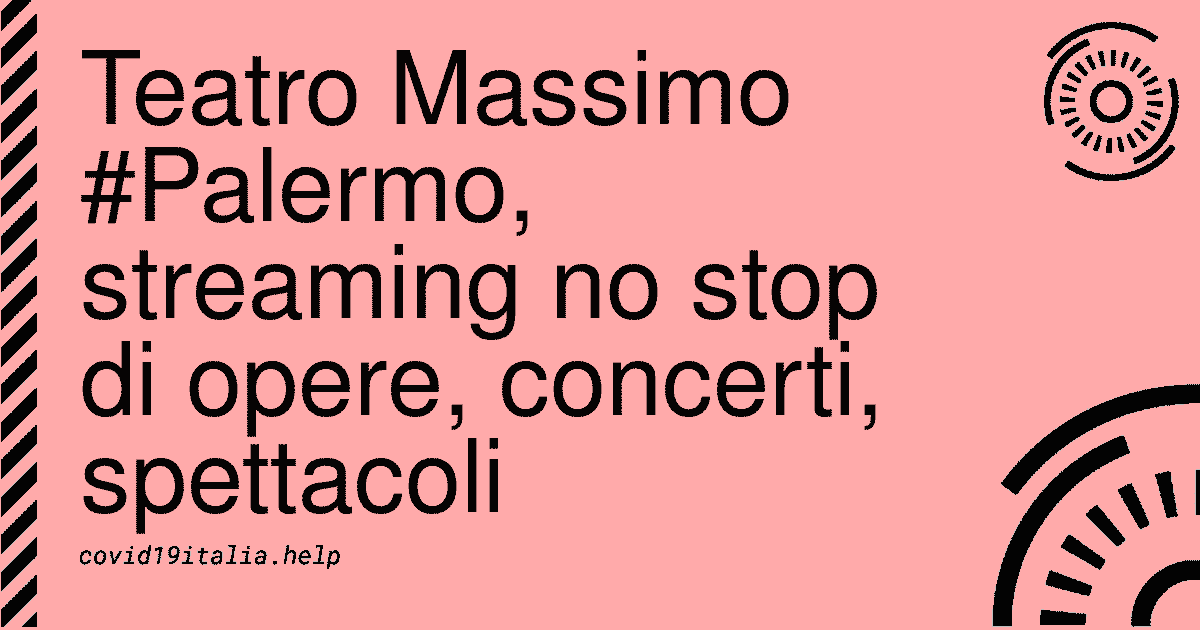 Teatro Massimo
#Palermo,
streaming no stop
di opere, concerti,
spettacoli
covid19italia.help